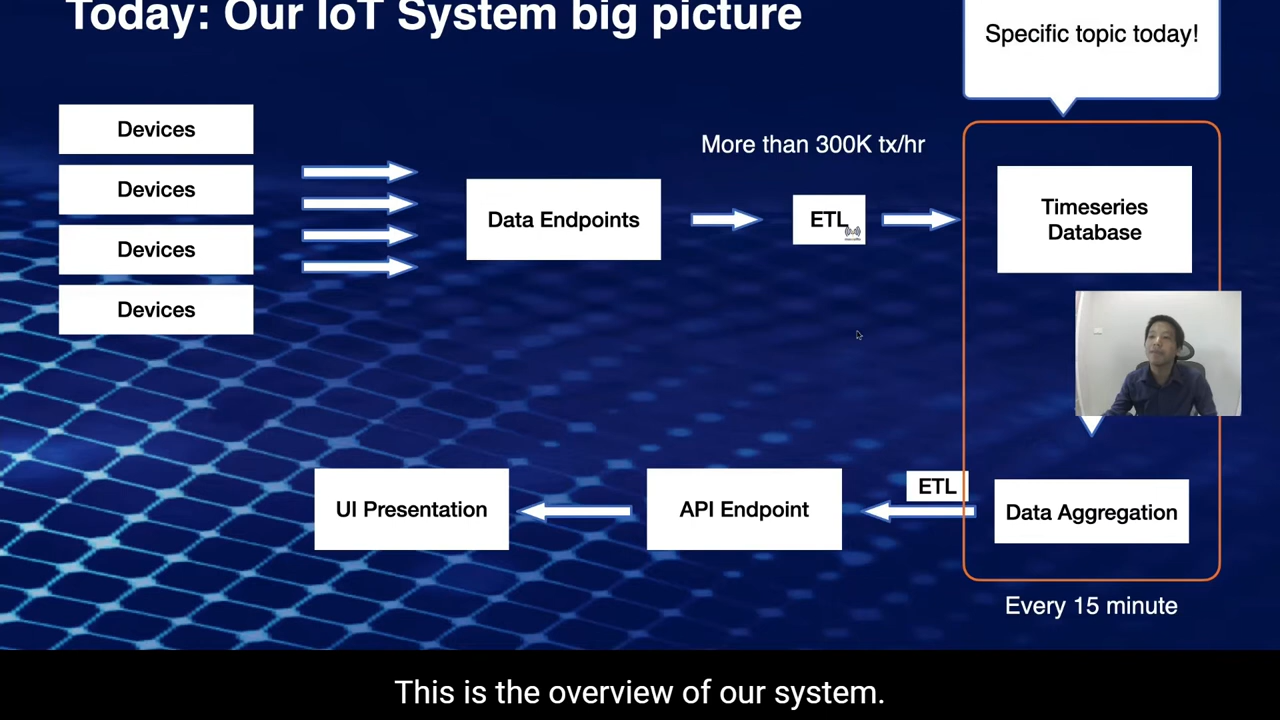 Today: Our IoT System big picture
Specific topic today!
Devices
Devices
Devices
Devices
Data Endpoints
More than 300K tx/hr
ETL
Timeseries
Database
UI Presentation
API Endpoint
ETL
Data Aggregation
Every 15 minute
This is the overview of our system.